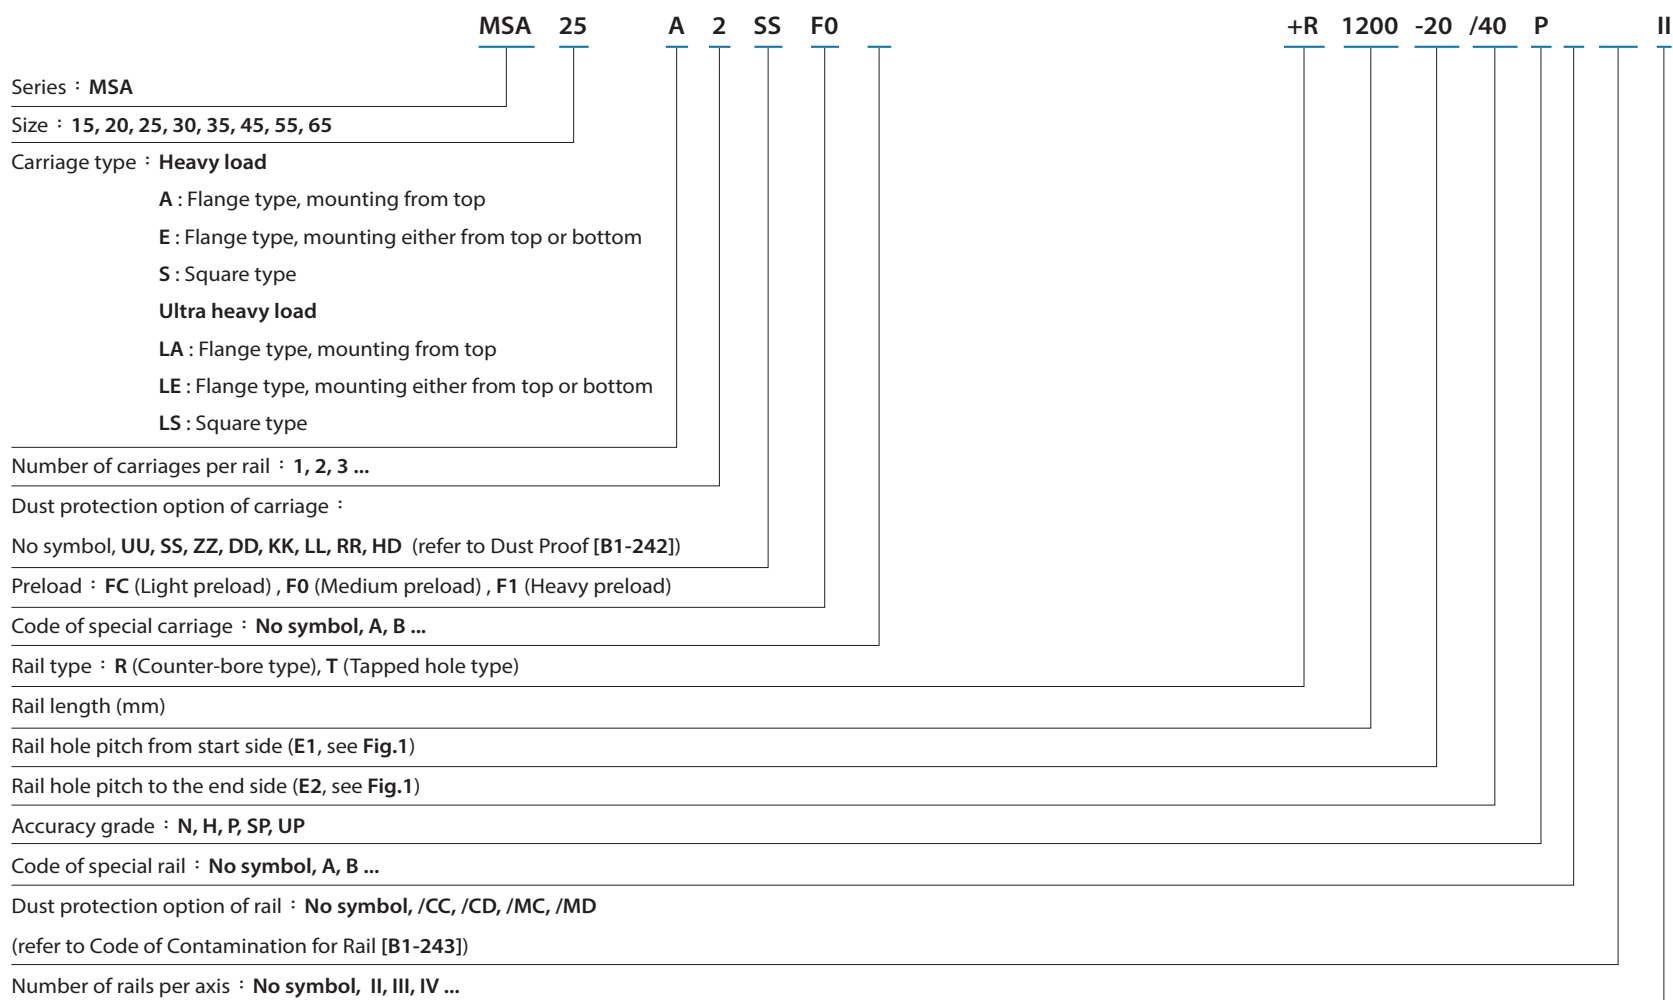 MSA 25 A 2 SS F0 +R 1200 -20 /40 P II
Series : MSA
Size : 15, 20, 25, 30, 35, 45, 55, 65
Carriage type : Heavy load
A : Flange type, mounting from top
E : Flange type, mounting either from top or bottom
S : Square type
Ultra heavy load
LA : Flange type, mounting from top
LE : Flange type, mounting either from top or bottom
LS : Square type
Number of carriages per rail : 1, 2, 3 ...
Dust protection option of carriage :
No symbol, UU, SS, ZZ, DD, KK, LL, RR, HD (refer to Dust Proof [B1-242])
Preload : FC (Light preload) , F0 (Medium preload) , F1 (Heavy preload)
Code of special carriage : No symbol, A, B ...
Rail type : R (Counter-bore type), T (Tapped hole type)
Rail length (mm)
Rail hole pitch from start side (E1, see Fig.1)
Rail hole pitch to the end side (E2, see Fig.1)
Accuracy grade : N, H, P, SP, UP
Code of special rail : No symbol, A, B ...
Dust protection option of rail : No symbol, /CC, /CD, /MC, /MD
(refer to Code of Contamination for Rail [B1-243])
Number of rails per axis : No symbol, II, III, IV ...